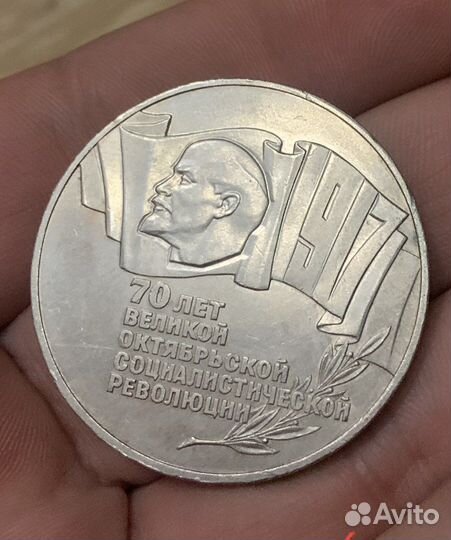 1917
70 ЛЕТ
ВЕЛИКОЙ
ОКТЯБРЬСКОЙ
СОЦИАЛИСТИЧЕСКОЙ
РЕВОЛЮЦИИ
Avito